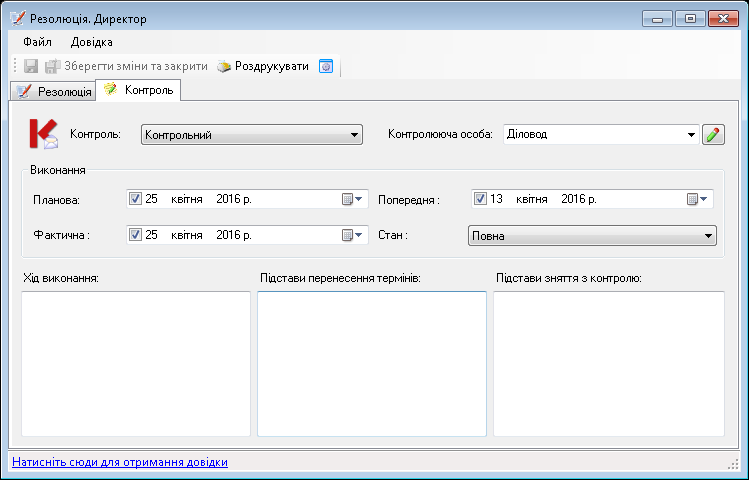 Резолюція. Директор
Файл Довідка
Зберегти зміни та закрити Роздрукувати
Резолюція Контроль
Контроль: Контрольний Контролююча особа: Діловод
Виконання
Планова: 25 квітня 2016 р. Попередня : 13 квітня 2016 р.
Фактична : 25 квітня 2016 р. Стан : Повна
Хід виконання: Підстави перенесення термінів: Підстави зняття з контролю:
Натисніть сюди для отримання довідки